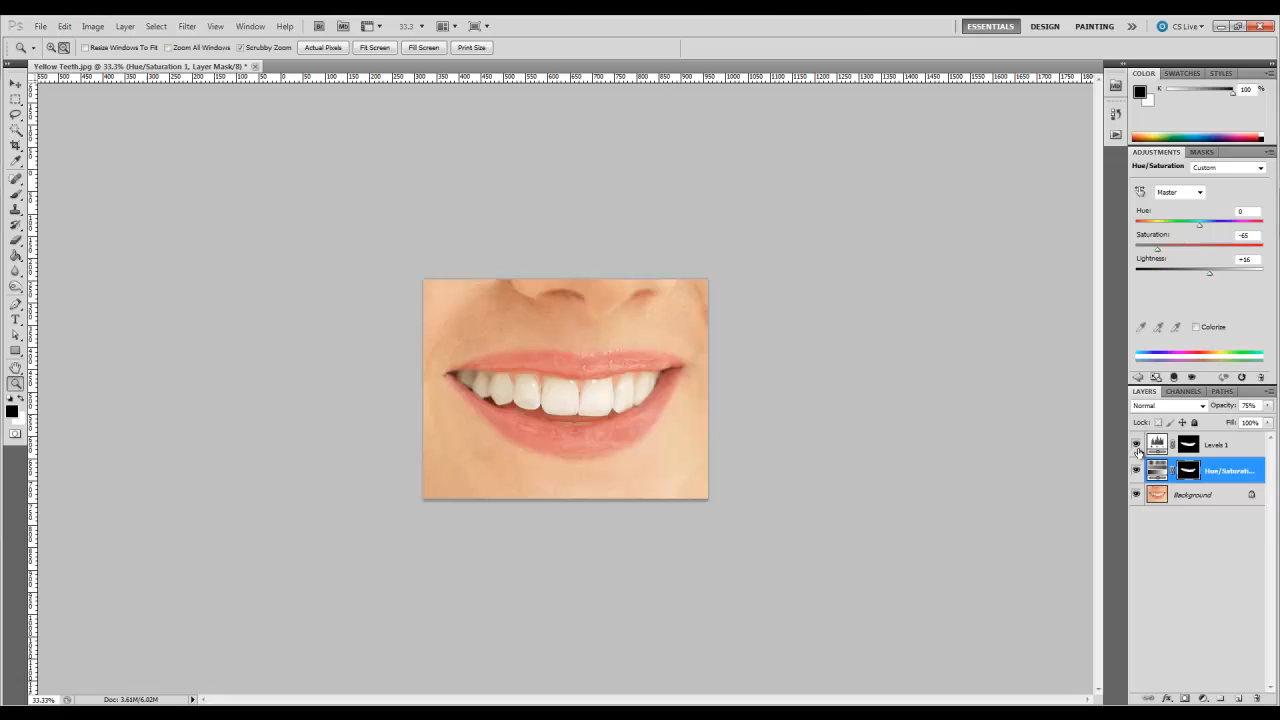 Ps File Edit Image Layer Select Filter View Window Help Br Mb 33.3 ESSENTIALS DESIGN PAINTING CS Live
Resize Windows To Fit Zoom All Windows Scrubby Zoom Actual Pixels Fit Screen Fill Screen Print Size
Yellow Teeth.jpg @ 33.3% (Hue/Saturation 1, Layer Mask/8) *
COLOR SWATCHES STYLES
K 100 %
ADJUSTMENTS MASKS
Hue/Saturation Custom
Master
Hue: 0
Saturation: -65
Lightness: +16
Colorize
LAYERS CHANNELS PATHS
Normal Opacity: 75%
Lock: Fill: 100%
Levels 1
Hue/Saturati...
Background
33.33% Doc: 3.61M/6.02M